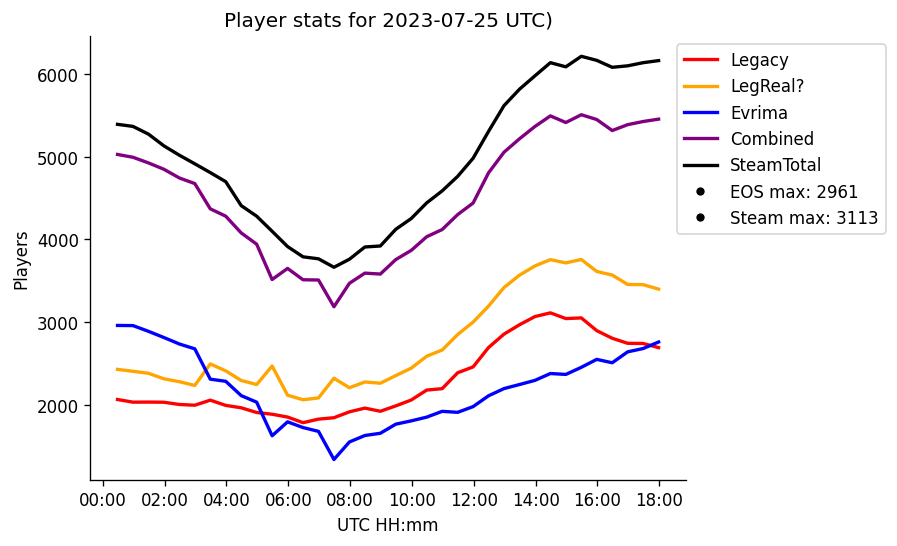 Player stats for 2023-07-25 UTC)
Legacy
LegReal?
Evrima
Combined
SteamTotal
EOS max: 2961
Steam max: 3113
Players
6000
5000
4000
3000
2000
00:00 02:00 04:00 06:00 08:00 10:00 12:00 14:00 16:00 18:00
UTC HH:mm